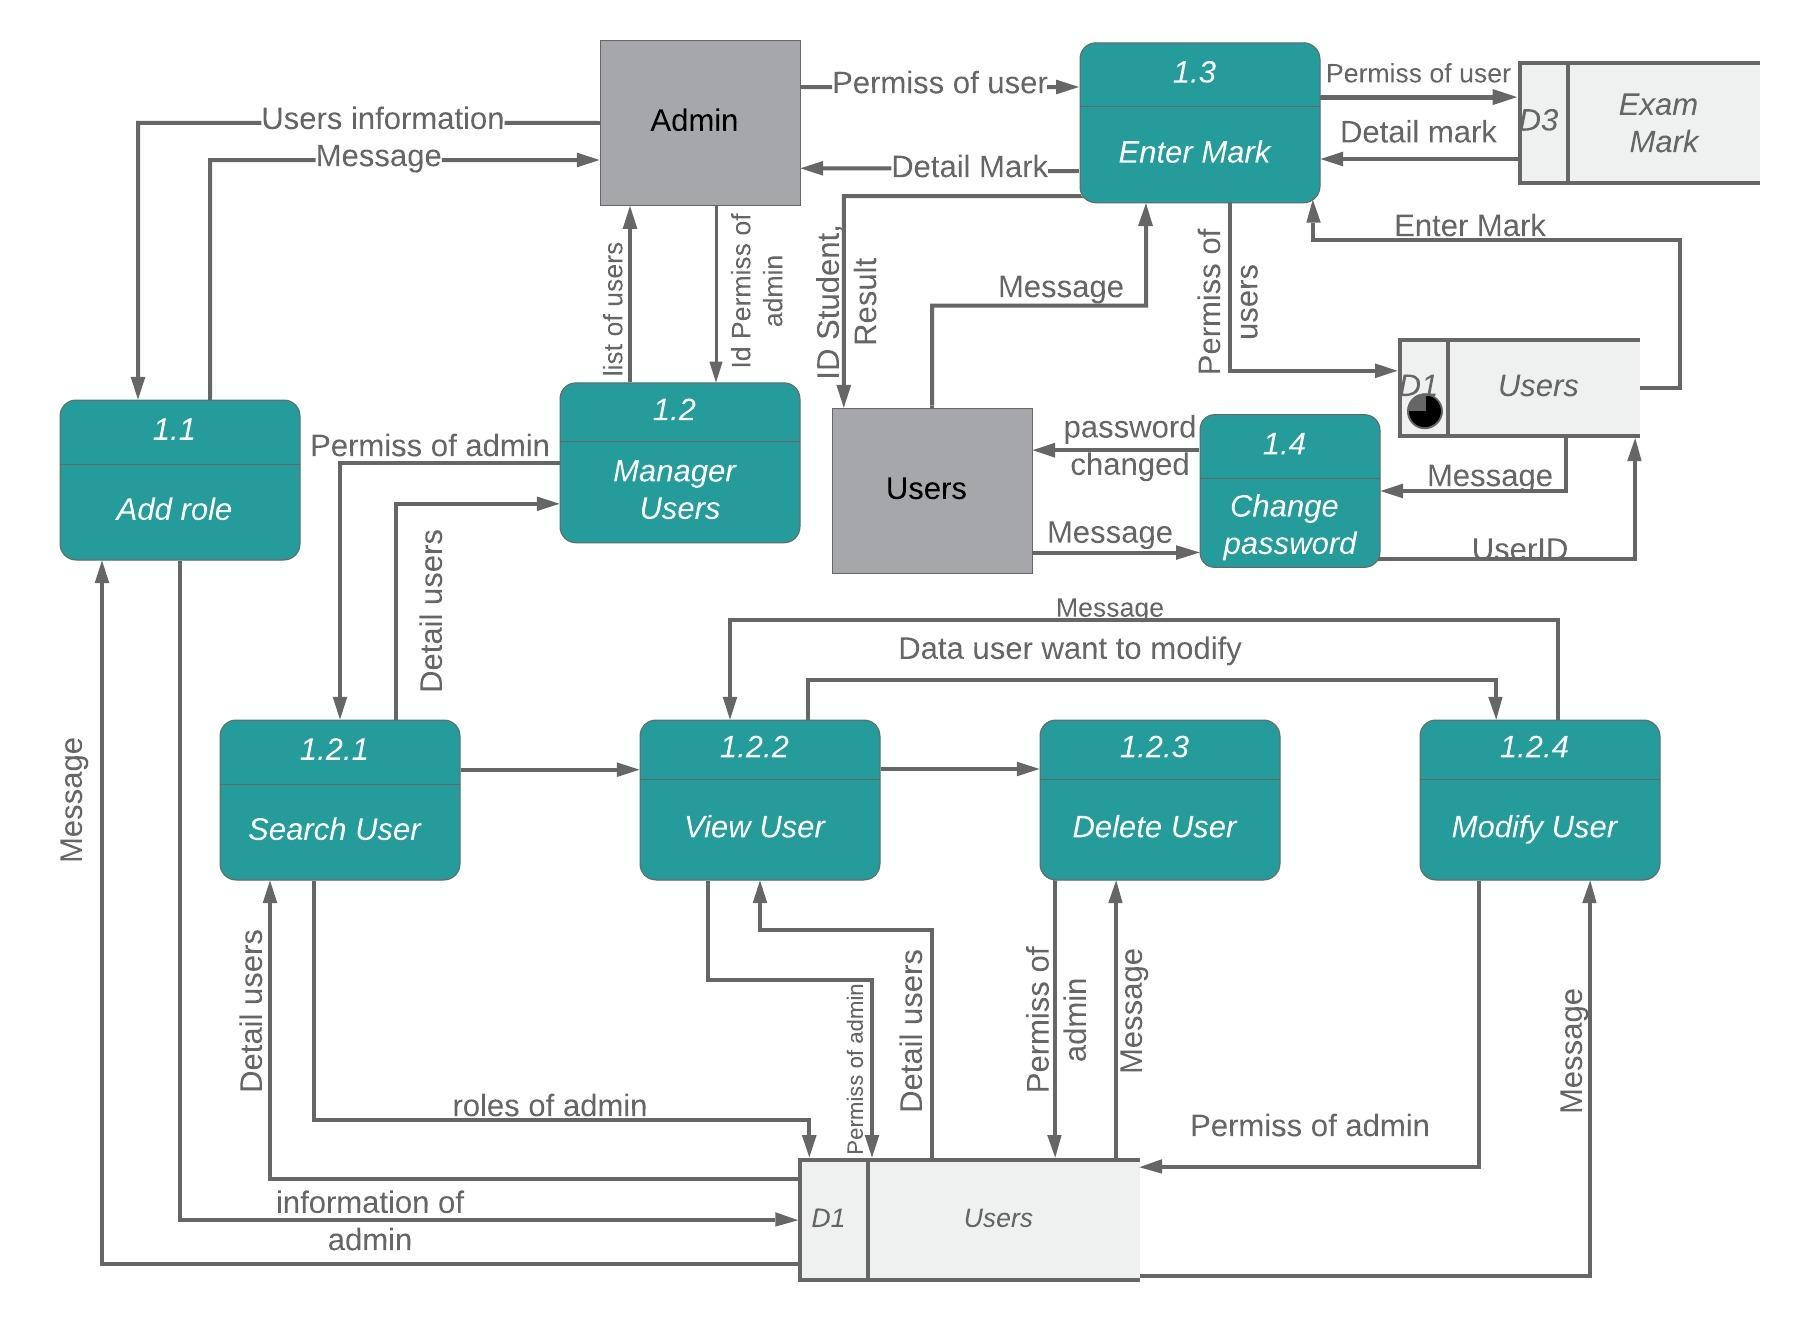 1.3
Permiss of user
Permiss of user
Admin
Exam
Mark
D3
Users information
Message
Enter Mark
Detail mark
Detail Mark
list of users
Id Permiss of
admin
ID Student,
Result
Message
Permiss of
users
Enter Mark
1.1
Add role
Permiss of admin
1.2
Manager
Users
Users
password
changed
Message
1.4
Change
password
D1
Users
Message
UserID
Detail users
Message
Data user want to modify
Message
1.2.1
Search User
1.2.2
View User
1.2.3
Delete User
1.2.4
Modify User
Detail users
roles of admin
Permiss of admin
Detail users
Permiss of
admin
Message
Permiss of admin
Message
information of
admin
D1
Users